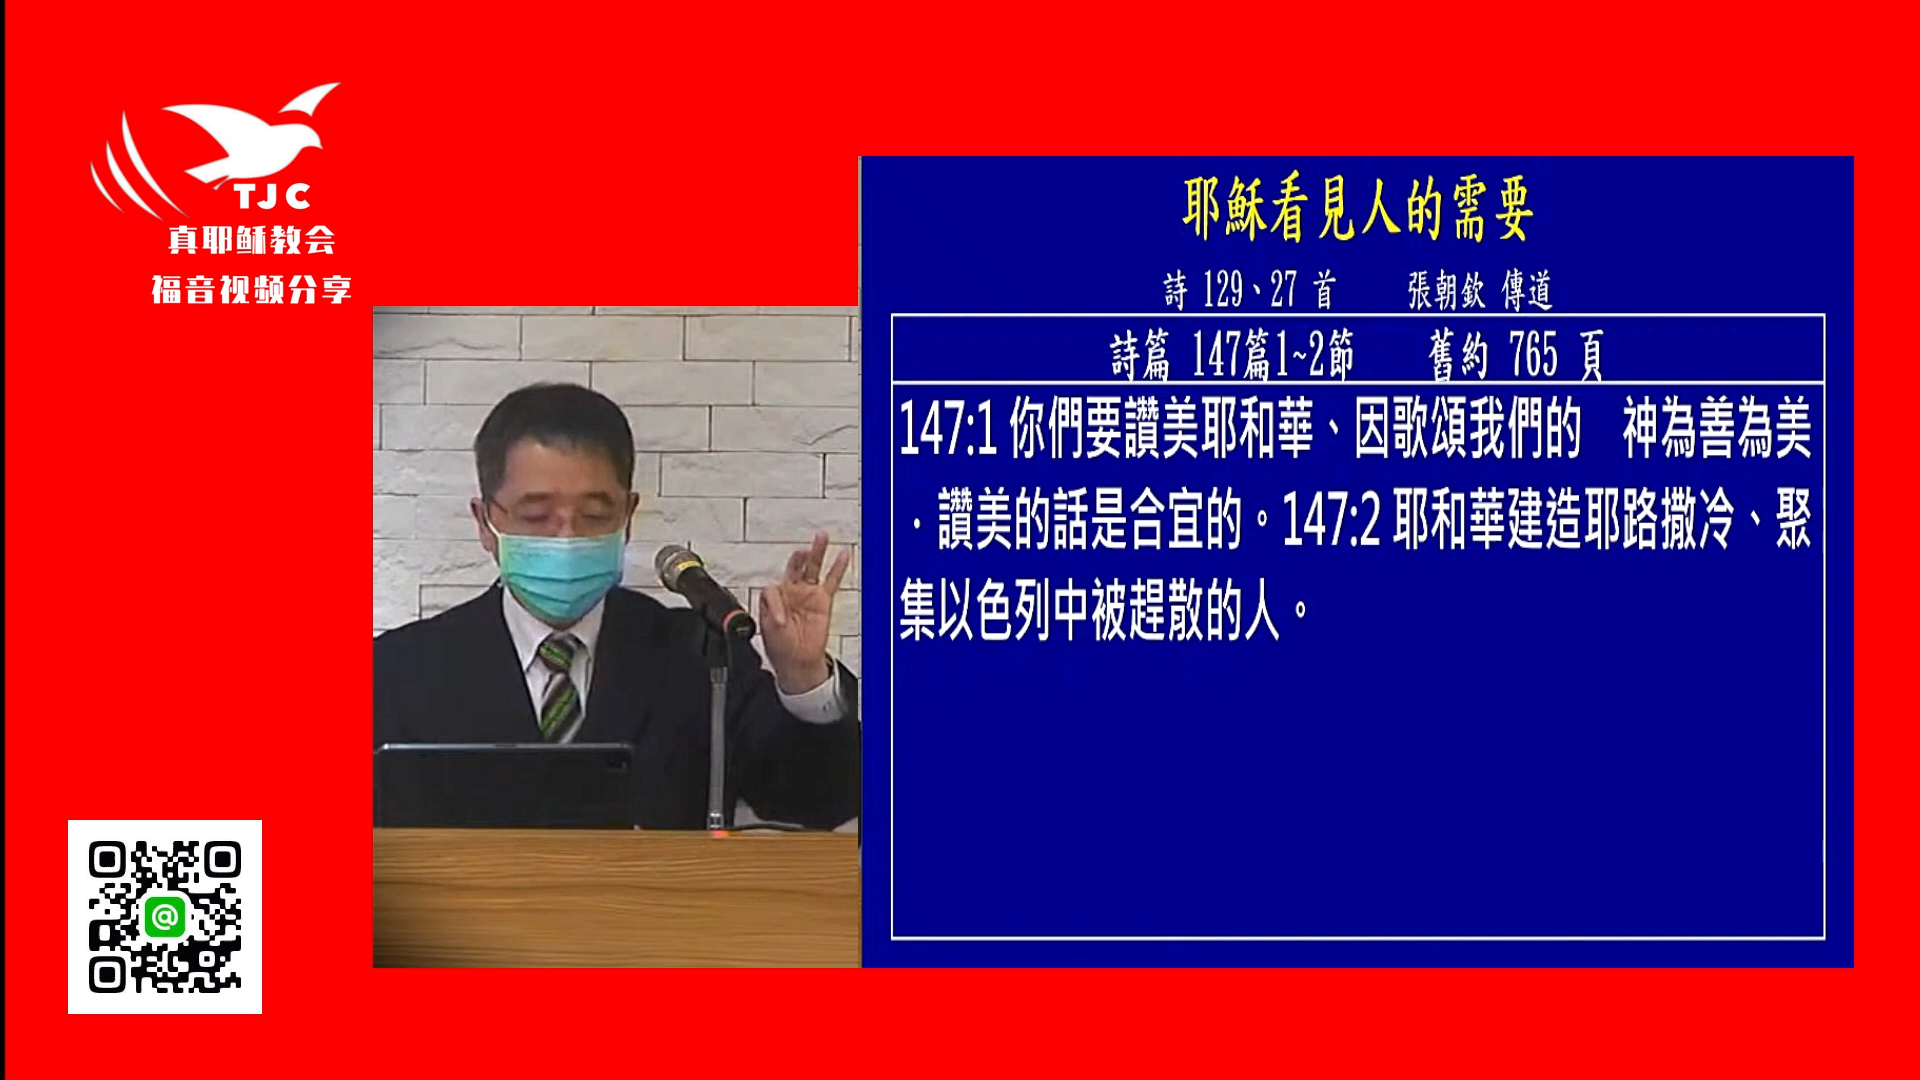 TJC
真耶稣教会
福音视频分享
耶穌看見人的需要
詩 129、27 首 張朝欽 傳道
詩篇 147篇1~2節 舊約 765 頁
147:1 你們要讚美耶和華、因歌頌我們的　神為善為美
．讚美的話是合宜的。147:2 耶和華建造耶路撒冷、聚
集以色列中被趕散的人。
@